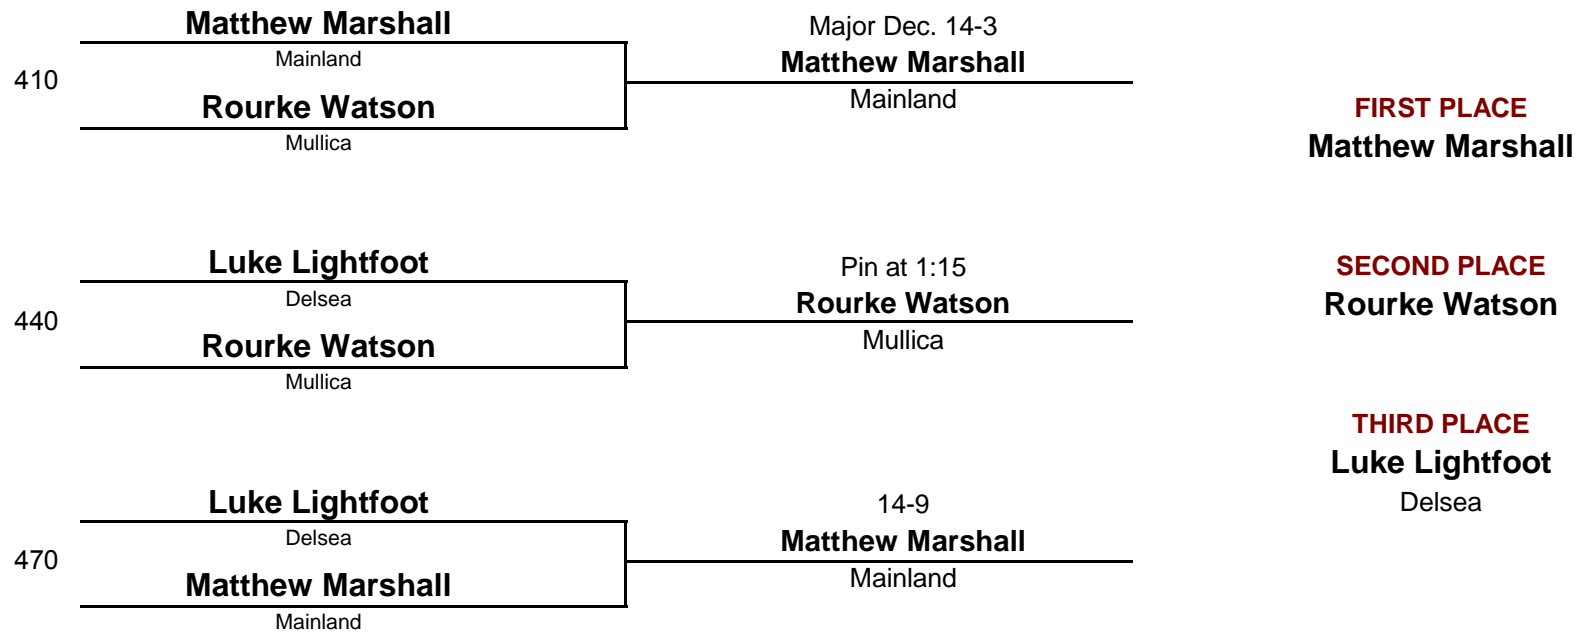 Matthew Marshall
Mainland
410
Rourke Watson
Mullica
Major Dec. 14-3
Matthew Marshall
Mainland
Luke Lightfoot
Delsea
440
Rourke Watson
Mullica
Pin at 1:15
Rourke Watson
Mullica
Luke Lightfoot
Delsea
470
Matthew Marshall
Mainland
14-9
Matthew Marshall
Mainland
FIRST PLACE
Matthew Marshall
SECOND PLACE
Rourke Watson
THIRD PLACE
Luke Lightfoot
Delsea